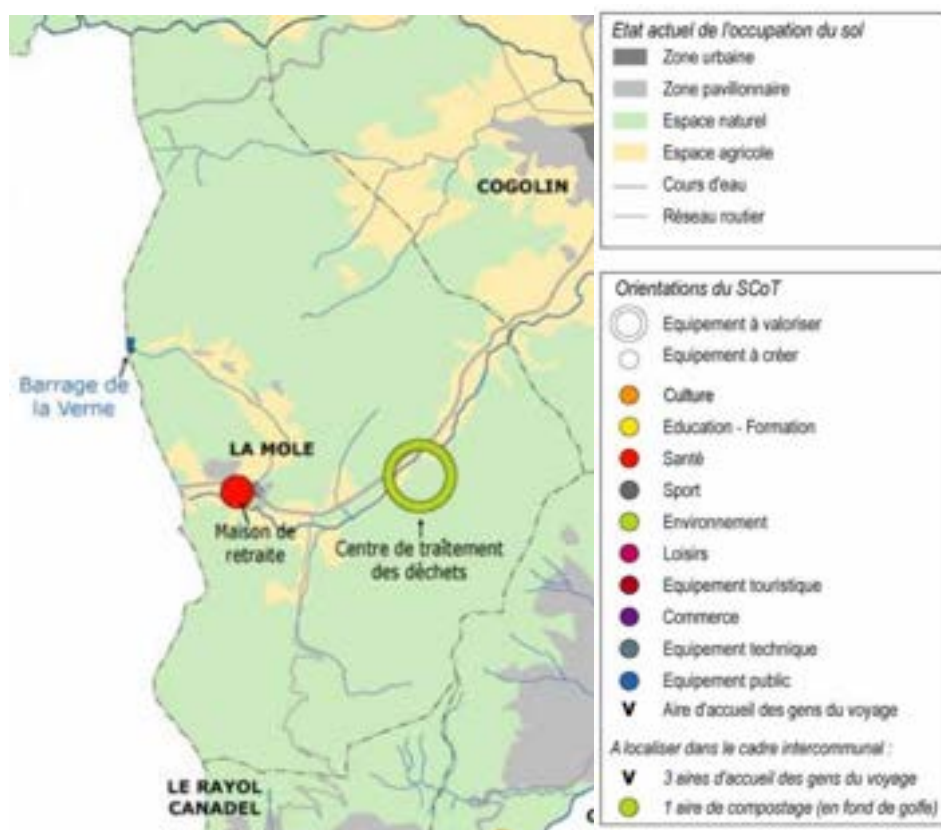 COGOLIN
Barrage de
la Verne
LA MOLE
Maison de
retraite
Centre de traîtement
des dêchets
LE RAYOL
CANADEL
Etat actuel de l'occupation du sol
Zone urbaine
Zone pavillonnaire
Espace naturel
Espace agricole
Cours d'eau
Réseau routier
Orientations du SCoT
Equipement à valoriser
Equipement à créer
Culture
Education - Formation
Santé
Sport
Environnement
Loisirs
Equipement touristique
Commerce
Equipement technique
Equipement public
V Aire d'accueil des gens du voyage
A localiser dans le cadre intercommunal :
V 3 aires d'accueil des gens du voyage
1 aire de compostage (en fond de golfe)